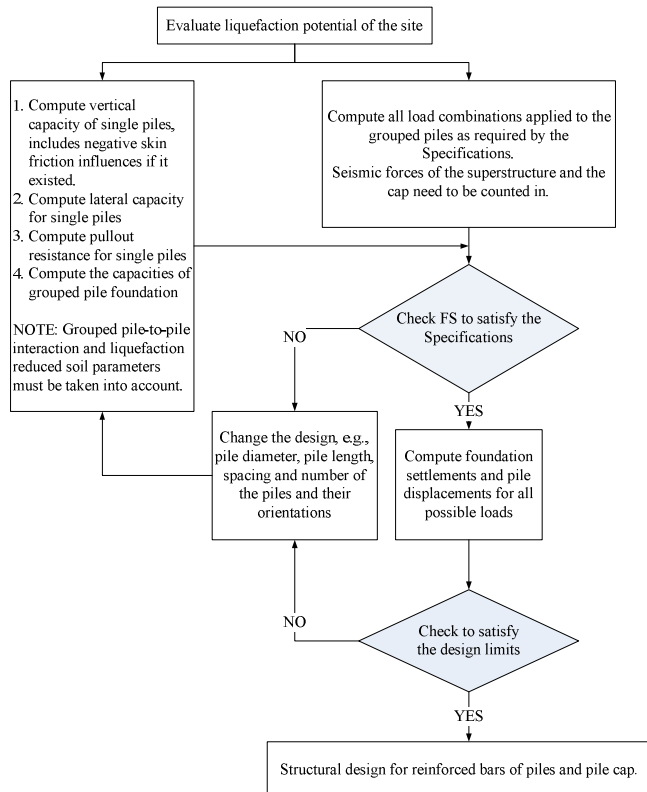 Evaluate liquefaction potential of the site
1. Compute vertical
capacity of single piles,
includes negative skin
friction influences if it
existed.
2. Compute lateral capacity
for single piles
3. Compute pullout
resistance for single piles
4. Compute the capacities of
grouped pile foundation
NOTE: Grouped pile-to-pile
interaction and liquefaction
reduced soil parameters
must be taken into account.
Compute all load combinations applied to the
grouped piles as required by the
Specifications.
Seismic forces of the superstructure and the
cap need to be counted in.
Check FS to satisfy the
Specifications
NO
YES
Change the design, e.g.,
pile diameter, pile length,
spacing and number of
the piles and their
orientations
Compute foundation
settlements and pile
displacements for all
possible loads
NO
Check to satisfy
the design limits
YES
Structural design for reinforced bars of piles and pile cap.